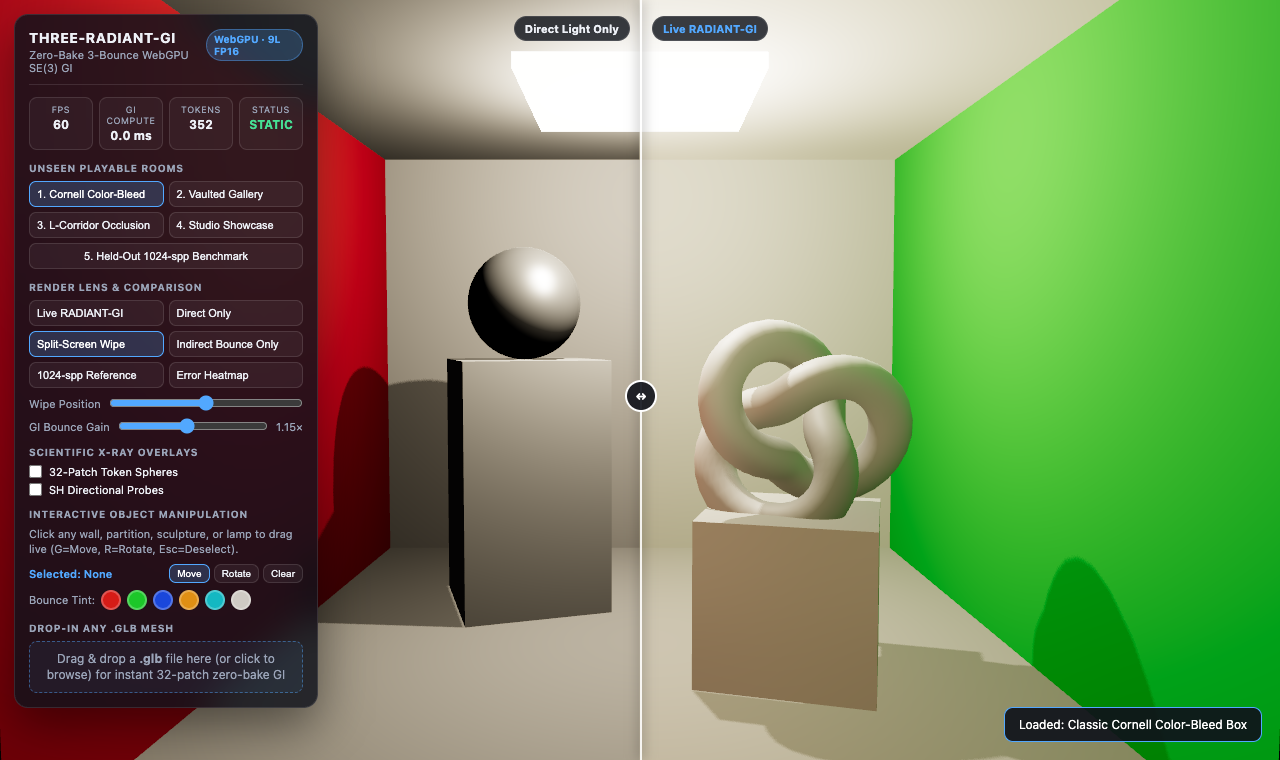 THREE-RADIANT-GI
Zero-Bake 3-Bounce WebGPU
SE(3) GI
WebGPU · 9L
FP16
FPS
60
GI
COMPUTE
0.0 ms
TOKENS
352
STATUS
STATIC
UNSEEN PLAYABLE ROOMS
1. Cornell Color-Bleed
2. Vaulted Gallery
3. L-Corridor Occlusion
4. Studio Showcase
5. Held-Out 1024-spp Benchmark
RENDER LENS & COMPARISON
Live RADIANT-GI
Direct Only
Split-Screen Wipe
Indirect Bounce Only
1024-spp Reference
Error Heatmap
Wipe Position
GI Bounce Gain
1.15×
SCIENTIFIC X-RAY OVERLAYS
32-Patch Token Spheres
SH Directional Probes
INTERACTIVE OBJECT MANIPULATION
Click any wall, partition, sculpture, or lamp to drag
live (G=Move, R=Rotate, Esc=Deselect).
Selected: None
Move
Rotate
Clear
Bounce Tint:
DROP-IN ANY .GLB MESH
Drag & drop a .glb file here (or click to
browse) for instant 32-patch zero-bake GI
Direct Light Only
Live RADIANT-GI
Loaded: Classic Cornell Color-Bleed Box